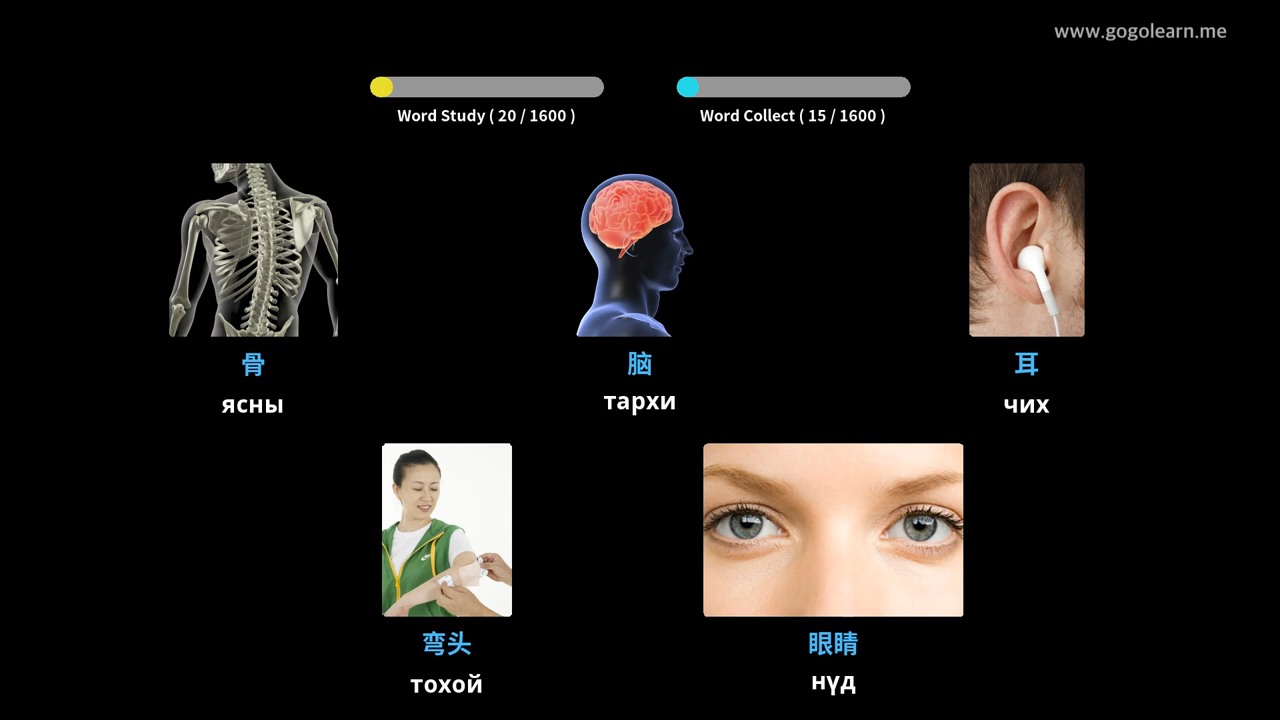 www.gogolearn.me
Word Study ( 20 / 1600 )
Word Collect ( 15 / 1600 )
骨
脑
耳
ясны
тархи
чих
弯头
眼睛
тохой
нүд